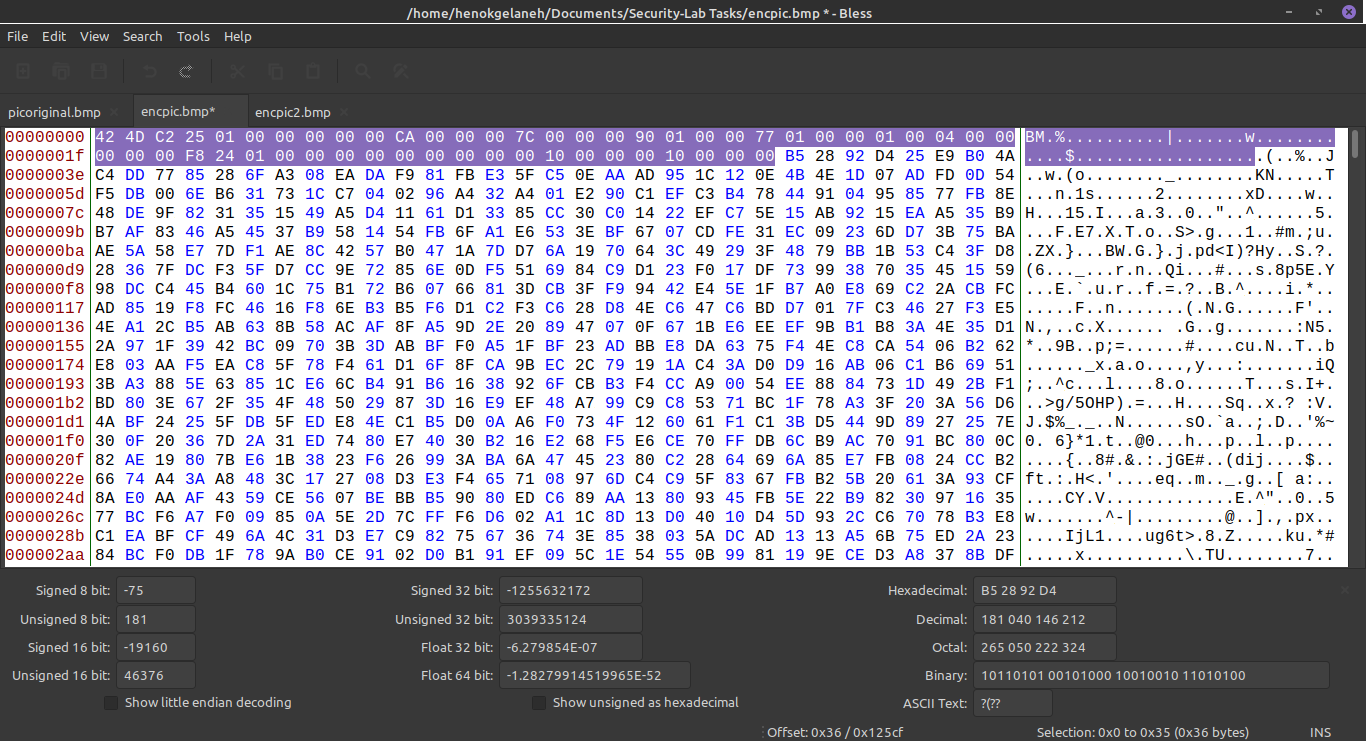 /home/henokgelaneh/Documents/Security-Lab Tasks/encpic.bmp * - Bless
File Edit View Search Tools Help
picoriginal.bmp encpic.bmp* encpic2.bmp
00000000 42 4D C2 25 01 00 00 00 00 00 CA 00 00 00 7C 00 00 00 90 01 00 00 77 01 00 00 01 00 04 00 00 BM.%..........|.......w........
0000001f 00 00 00 F8 24 01 00 00 00 00 00 00 00 00 10 00 00 00 10 00 00 00 B5 28 92 D4 25 E9 B0 4A ....$..................(..%..J
0000003e C4 DD 77 85 28 6F A3 08 EA DA F9 81 FB E3 5F C5 0E AA AD 95 1C 12 0E 4B 4E 1D 07 AD FD 0D 54 ..w.(o........_........KN.....T
0000005d F5 DB 00 6E B6 31 73 1C C7 04 02 96 A4 32 A4 01 E2 90 C1 EF C3 B4 78 44 91 04 95 85 77 FB 8E ...n.1s......2........xD....w..
0000007c 48 DE 9F 82 31 35 15 49 A5 D4 11 61 D1 33 85 CC 30 C0 14 22 EF C7 5E 15 AB 92 15 EA A5 35 B9 H...15.I...a.3..0.."..^......5.
0000009b B7 AF 83 46 A5 45 37 B9 58 14 54 FB 6F A1 E6 53 3E BF 67 07 CD FE 31 EC 09 23 6D D7 3B 75 BA ...F.E7.X.T.o..S>.g...1..#m.;u.
000000ba AE 5A 58 E7 7D F1 AE 8C 42 57 B0 47 1A 7D D7 6A 19 70 64 3C 49 29 3F 48 79 BB 1B 53 C4 3F D8 .ZX.}...BW.G.}.j.pd<I)?Hy..S.?.
000000d9 28 36 7F DC F3 5F D7 CC 9E 72 85 6E 0D F5 51 69 84 C9 D1 23 F0 17 DF 73 99 38 70 35 45 15 59 (6..._...r.n..Qi...#...s.8p5E.Y
000000f8 98 DC C4 45 B4 60 1C 75 B1 72 B6 07 66 81 3D CB 3F F9 94 42 E4 5E 1F B7 A0 E8 69 C2 2A CB FC ...E.`.u.r..f.=.?..B.^....i.*..
00000117 AD 85 19 F8 FC 46 16 F8 6E B3 B5 F6 D1 C2 F3 C6 28 D8 4E C6 47 C6 BD D7 01 7F C3 46 27 F3 E5 .....F..n.......(.N.G......F'..
00000136 4E A1 2C B5 AB 63 8B 58 AC AF 8F A5 9D 2E 20 89 47 07 0F 67 1B E6 EE EF 9B B1 B8 3A 4E 35 D1 N.,..c.X...... .G..g.......:N5.
00000155 2A 97 1F 39 42 BC 09 70 3B 3D AB BF F0 A5 1F BF 23 AD BB E8 DA 63 75 F4 4E C8 CA 54 06 B2 62 *..9B..p;=......#....cu.N..T..b
00000174 E8 03 AA F5 EA C8 5F 78 F4 61 D1 6F 8F CA 9B EC 2C 79 19 1A C4 3A D0 D9 16 AB 06 C1 B6 69 51 ......_x.a.o....,y...:.......iQ
00000193 3B A3 88 5E 63 85 1C E6 6C B4 91 B6 16 38 92 6F CB B3 F4 CC A9 00 54 EE 88 84 73 1D 49 2B F1 ;..^c...l....8.o......T...s.I+.
000001b2 BD 80 3E 67 2F 35 4F 48 50 29 87 3D 16 E9 EF 48 A7 99 C9 C8 53 71 BC 1F 78 A3 3F 20 3A 56 D6 ..>g/5OHP).=...H....Sq..x.? :V.
000001d1 4A BF 24 25 5F DB 5F ED E8 4E C1 B5 D0 0A A6 F0 73 4F 12 60 61 F1 C1 3B D5 44 9D 89 27 25 7E J.$%_._..N......sO.`a..;.D..'%~
000001f0 30 0F 20 36 7D 2A 31 ED 74 80 E7 40 30 B2 16 E2 68 F5 E6 CE 70 FF DB 6C B9 AC 70 91 BC 80 0C 0. 6}*1.t..@0...h...p..l..p....
0000020f 82 AE 19 80 7B E6 1B 38 23 F6 26 99 3A BA 6A 47 45 23 80 C2 28 64 69 6A 85 E7 FB 08 24 CC B2 ....{..8#.&.:.jGE#..(dij....$..
0000022e 66 74 A4 3A A8 48 3C 17 27 08 D3 E3 F4 65 71 08 97 6D C4 C9 5F 83 67 FB B2 5B 20 61 3A 93 CF ft.:.H<.'....eq..m.._.g..[ a:..
0000024d 8A E0 AA AF 43 59 CE 56 07 BE BB B5 90 80 ED C6 89 AA 13 80 93 45 FB 5E 22 B9 82 30 97 16 35 ....CY.V.............E.^"..0..5
0000026c 77 BC F6 A7 F0 09 85 0A 5E 2D 7C FF F6 D6 02 A1 1C 8D 13 D0 40 10 D4 5D 93 2C C6 70 78 B3 E8 w.......^-|.........@..].,.px..
0000028b C1 EA BF CF 49 6A 4C 31 D3 E7 C9 82 75 67 36 74 3E 85 38 03 5A DC AD 13 13 A5 6B 75 ED 2A 23 ....IjL1....ug6t>.8.Z.....ku.*#
000002aa 84 BC F0 DB 1F 78 9A B0 CE 91 02 D0 B1 91 EF 09 5C 1E 54 55 0B 99 81 19 9E CE D3 A8 37 8B DF .....x..........\.TU........7..
Signed 8 bit: -75 Signed 32 bit: -1255632172 Hexadecimal: B5 28 92 D4
Unsigned 8 bit: 181 Unsigned 32 bit: 3039335124 Decimal: 181 040 146 212
Signed 16 bit: -19160 Float 32 bit: -6.279854E-07 Octal: 265 050 222 324
Unsigned 16 bit: 46376 Float 64 bit: -1.28279914519965E-52 Binary: 10110101 00101000 10010010 11010100
Show little endian decoding Show unsigned as hexadecimal ASCII Text: ?(??
Offset: 0x36 / 0x125cf Selection: 0x0 to 0x35 (0x36 bytes) INS